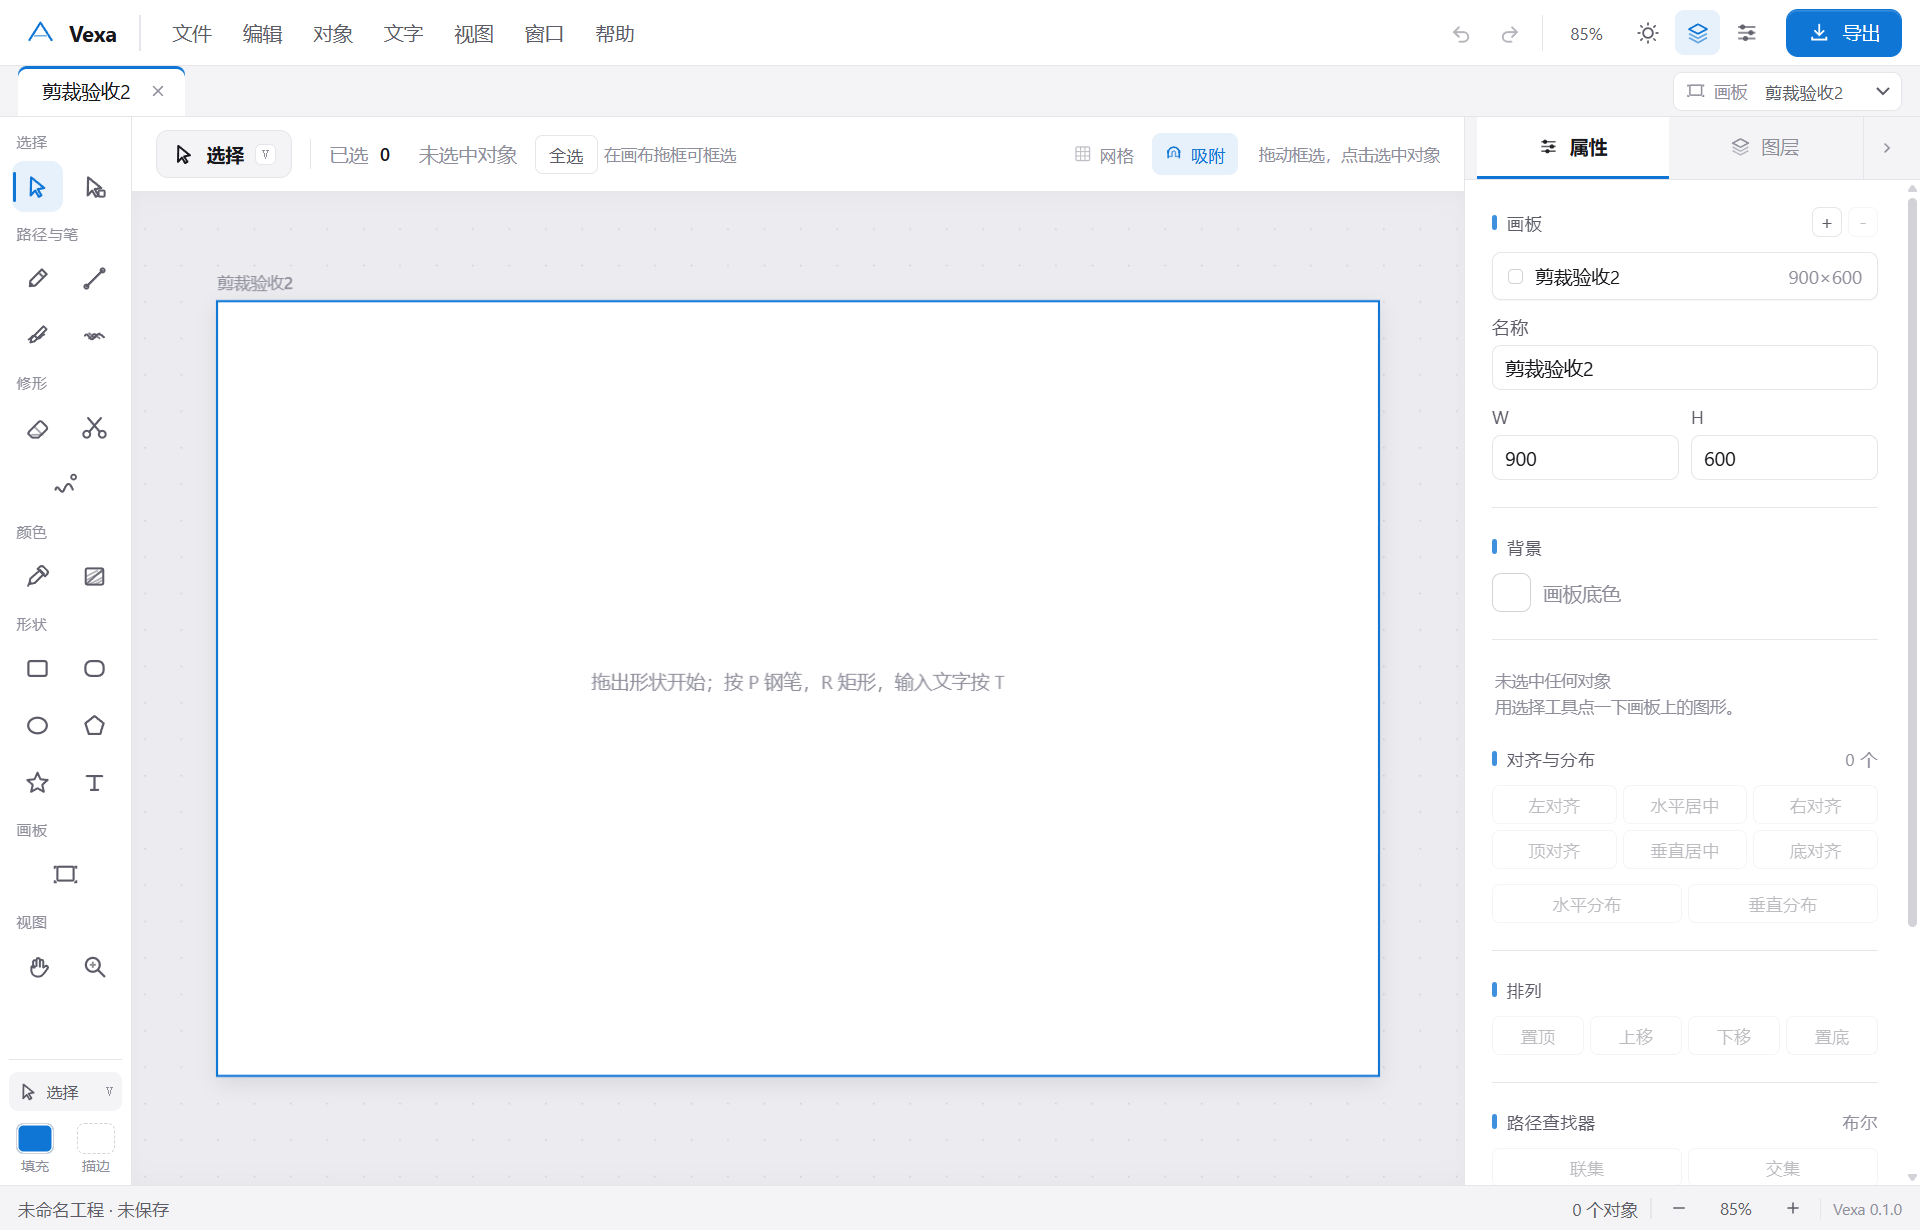 Vexa 文件 编辑 对象 文字 视图 窗口 帮助 85% 导出
剪裁验收2 画板 剪裁验收2
选择
选择 V 已选 0 未选中对象 全选 在画布拖框可框选 网格 吸附 拖动框选，点击选中对象
属性 图层
路径与笔
修形
颜色
形状
画板
视图
选择 V
填充 描边
剪裁验收2
拖出形状开始；按 P 钢笔，R 矩形，输入文字按 T
画板 + -
剪裁验收2 900×600
名称
剪裁验收2
W H
900 600
背景
画板底色
未选中任何对象
用选择工具点一下画板上的图形。
对齐与分布 0 个
左对齐 水平居中 右对齐
顶对齐 垂直居中 底对齐
水平分布 垂直分布
排列
置顶 上移 下移 置底
路径查找器 布尔
联集 交集
未命名工程 · 未保存 0 个对象 − 85% + Vexa 0.1.0